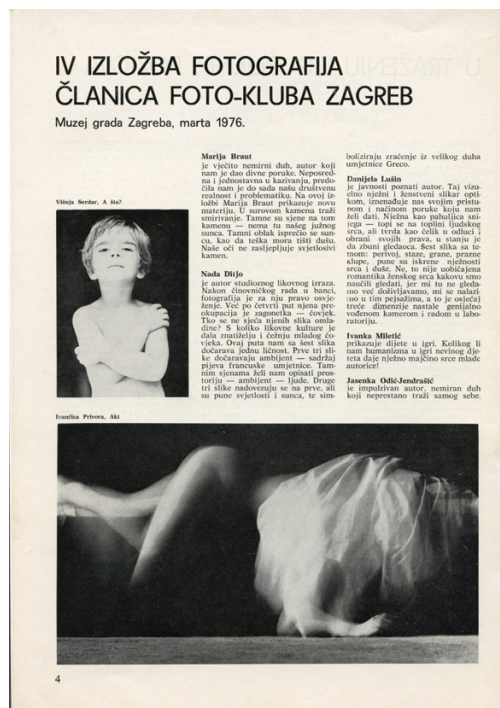 IV IZLOŽBA FOTOGRAFIJA
ČLANICA FOTO-KLUBA ZAGREB
Muzej grada Zagreba, marta 1976.
Višnja Serdar, A šta?
Marija Braut
je vječito nemirni duh, autor koji
nam je dao divne poruke. Neposred-
na i jednostavna u kazivanju, predo-
čila nam je do sada našu društvenu
realnost i problematiku. Na ovoj iz-
ložbi Marija Braut prikazuje novu
materiju. U surovom kamenu traži
smirivanje. Tamne su sjene na tom
kamenu — nema tu našeg južnog
sunca. Tamni oblak isprečio se sun-
cu, kao da teška mora tišti dušu.
Naše oči ne zasljepljuje svjetlosivi
kamen.
Nada Ditjo
je autor studioznog likovnog izraza.
Nakon činovničkog rada u banci,
fotografija je za nju pravo osvje-
ženje. Već po četvrti put njena pre-
okupacija je zagonetka — čovjek.
Tko se ne sjeća njenih slika omla-
dine? S koliko likovne kulture je
dala znatiželju i čežnju mladog čo-
vjeka. Ovaj puta nam sa šest slika
dočarava jednu ličnost. Prve tri sli-
ke dočaravaju ambijent — sadržaj
pjeva francuske umjetnice. Tam-
nim sjenama želi nam opisati pros-
toriju — ambijent — ljude. Druge
tri slike nadovezuju se na prve, ali
su pune svjetlosti i sunca, te sim-
boliziraju zračenje iz velikog duha
umjetnice Greco.
Danijela Lušin
je javnosti poznati autor. Taj vizu-
elno nježni i ženstveni slikar opti-
kom, iznenađuje nas svojim pristu-
pom i načinom poruke koju nam
želi dati. Nježna kao pahuljica sni-
jega — topi se na toplini ljudskog
srca, ali tvrda kao čelik u odluci i
obrani svojih prava, u stanju je
da zbuni gledaoca. Šest slika sa te-
mom: perivoj, staze, grane, prazne
klupe, pune su iskrene nježnosti
srca i duše. Ne, to nije uobičajena
romantika ženskog srca kakovu smo
naučili gledati, jer mi tu ne gleda-
mo već doživljavamo, mi se nalazi-
mo u tim pejsažima, a to je osjećaj
treće dimenzije nastale genijalno
vođenom kamerom i radom u labo-
ratoriju.
Ivanka Miletić
prikazuje dijete u igri. Kolikog li
nam humanizma u igri nevinog dje-
teta daje nježno majčino srce mlade
autorice!
Jasenka Odić-Jendrašić
je impulzivan autor, nemiran duh
koji neprestano traži samog sebe.
Ivančica Privora, Akt
4